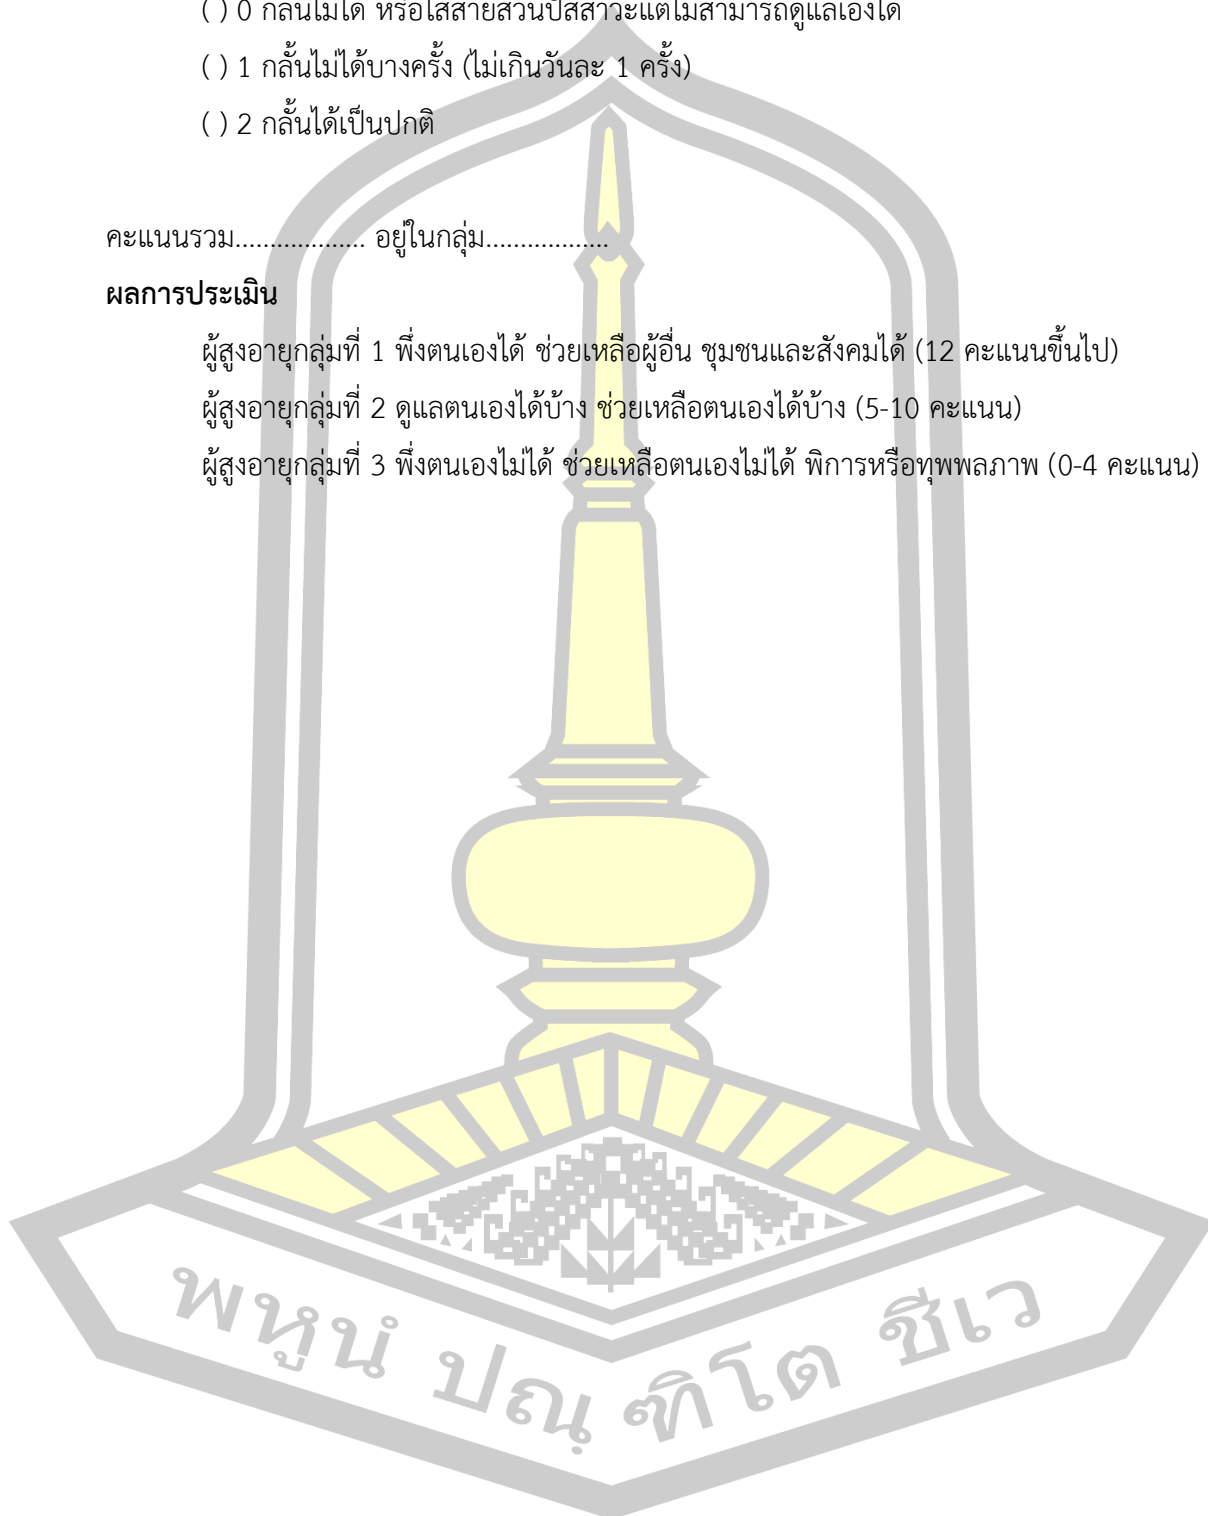 ( ) 0 กลั้นไม่ได้ หรือใส่สายสวนปัสสาวะแต่ไม่สามารถดูแลเองได้
( ) 1 กลั้นไม่ได้บางครั้ง (ไม่เกินวันละ 1 ครั้ง)
( ) 2 กลั้นได้เป็นปกติ
คะแนนรวม................... อยู่ในกลุ่ม..................
ผลการประเมิน
ผู้สูงอายุกลุ่มที่ 1 พึ่งตนเองได้ ช่วยเหลือผู้อื่น ชุมชนและสังคมได้ (12 คะแนนขึ้นไป)
ผู้สูงอายุกลุ่มที่ 2 ดูแลตนเองได้บ้าง ช่วยเหลือตนเองได้บ้าง (5-10 คะแนน)
ผู้สูงอายุกลุ่มที่ 3 พึ่งตนเองไม่ได้ ช่วยเหลือตนเองไม่ได้ พิการหรือทุพพลภาพ (0-4 คะแนน)
พหูนํ ปณฺฑิโต ชีเว